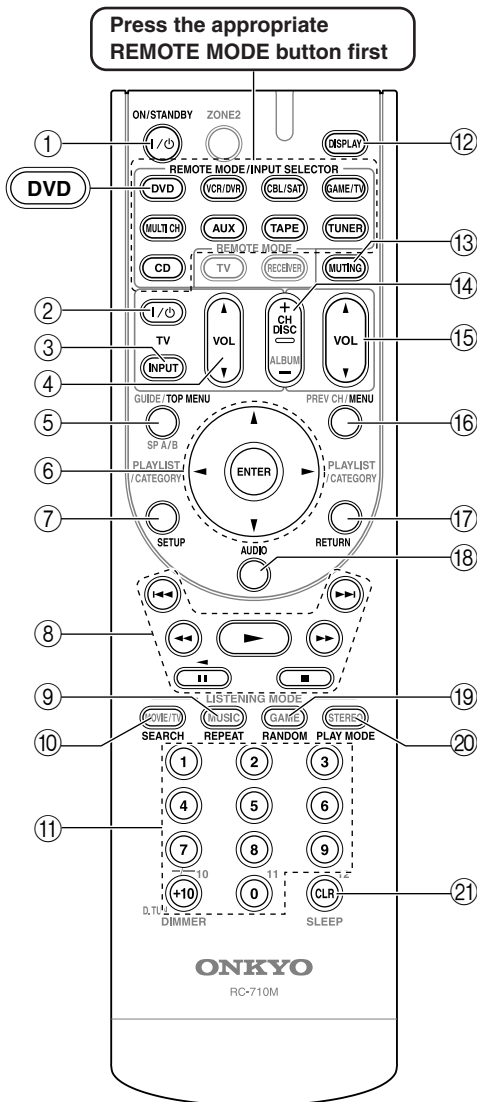 Press the appropriate
REMOTE MODE button first
ON/STANDBY ZONE2
1 I/⏻ DISPLAY 12
REMOTE MODE/INPUT SELECTOR
DVD DVD VCR/DVR CBL/SAT GAME/TV
MULTI CH AUX TAPE TUNER
REMOTE MODE 13
CD TV RECEIVER MUTING
2 I/⏻ + 14
TV VOL CH DISC VOL 15
3 INPUT ALBUM
4 −
GUIDE/TOP MENU PREV CH/MENU
5 16
SP A/B
PLAYLIST PLAYLIST
/CATEGORY /CATEGORY
6 ENTER
7 17
SETUP RETURN
AUDIO
18
8
LISTENING MODE
9 19
10 MOVIE/TV MUSIC GAME STEREO 20
SEARCH REPEAT RANDOM PLAY MODE
1 2 3
11 4 5 6
7 8 9
10 11 12
+10 0 CLR 21
D.TUN
DIMMER SLEEP
ONKYO
RC-710M